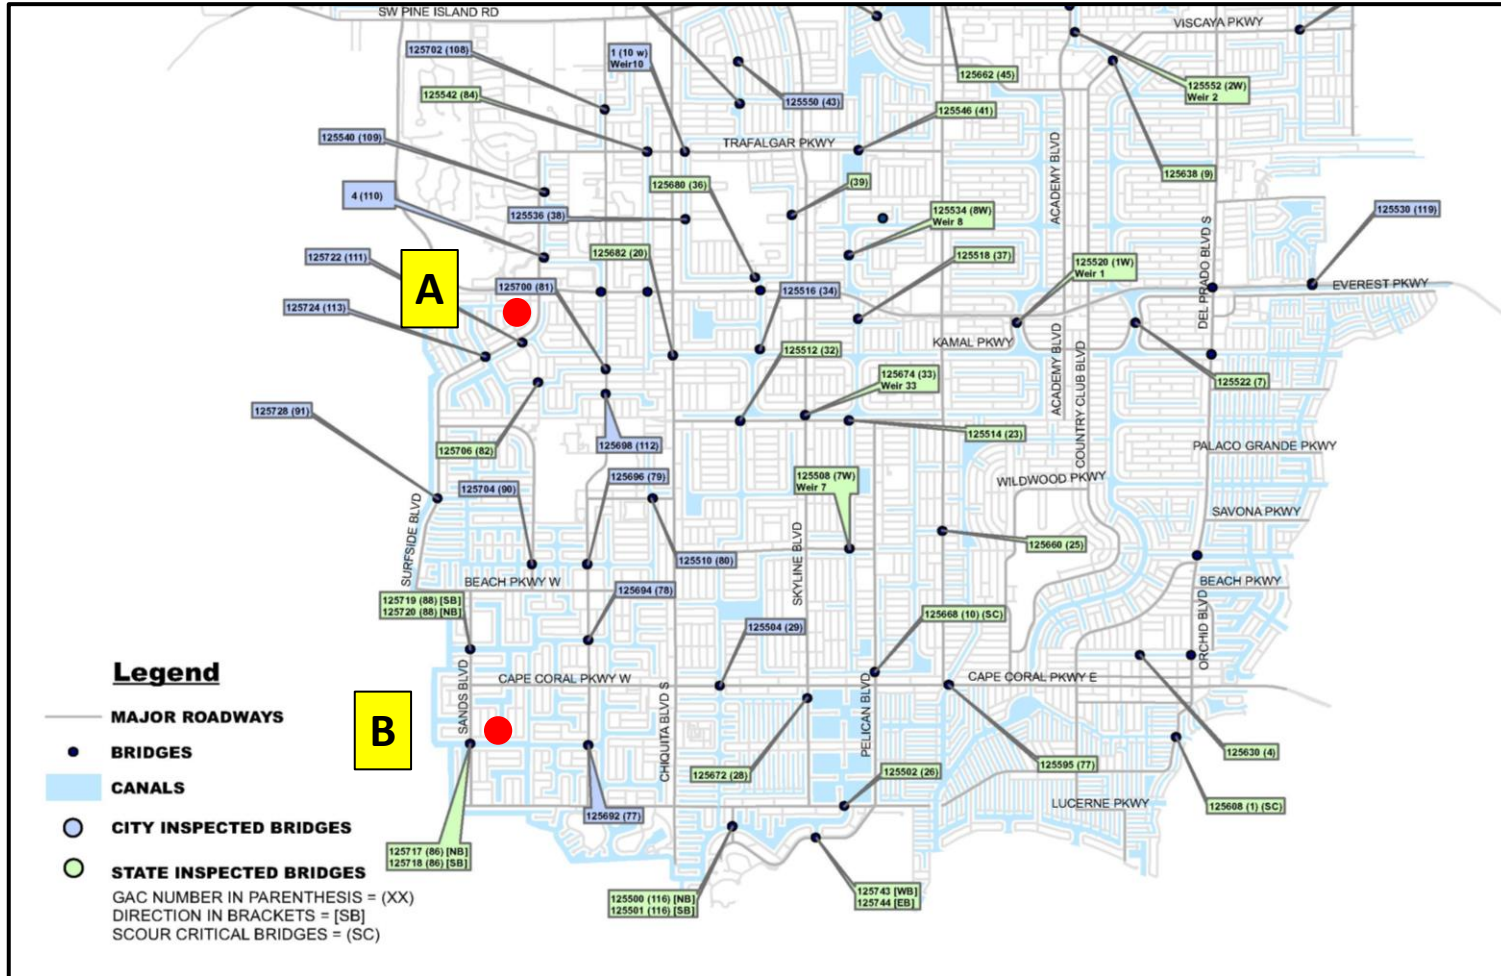 SW PINE ISLAND RD
VISCAYA PKWY
125702 (108)
1 (10 w)
Weir10
125662 (45)
125552 (2W)
Weir 2
125542 (84)
125550 (43)
125546 (41)
125540 (109)
TRAFALGAR PKWY
ACADEMY BLVD
125638 (9)
4 (110)
125680 (36)
(39)
125536 (38)
125534 (8W)
Weir 8
125530 (119)
125722 (111)
125682 (20)
125518 (37)
125520 (1W)
Weir 1
DEL PRADO BLVD S
A
125700 (81)
125516 (34)
EVEREST PKWY
125724 (113)
KAMAL PKWY
ACADEMY BLVD
COUNTRY CLUB BLVD
125512 (32)
125674 (33)
Weir 33
125522 (7)
125728 (91)
125706 (82)
125698 (112)
125514 (23)
PALACO GRANDE PKWY
125704 (90)
125696 (79)
125508 (7W)
Weir 7
WILDWOOD PKWY
SURFSIDE BLVD
SAVONA PKWY
125660 (25)
125510 (80)
SKYLINE BLVD
BEACH PKWY W
BEACH PKWY
125719 (88) [SB]
125720 (88) [NB]
125694 (78)
125668 (10) (SC)
125504 (29)
ORCHID BLVD
Legend
SANDS BLVD
CAPE CORAL PKWY W
CHIQUITA BLVD S
PELICAN BLVD
CAPE CORAL PKWY E
MAJOR ROADWAYS
B
BRIDGES
125630 (4)
125672 (28)
125502 (26)
125595 (77)
CANALS
125692 (77)
LUCERNE PKWY
125608 (1) (SC)
CITY INSPECTED BRIDGES
125717 (86) [NB]
125718 (86) [SB]
STATE INSPECTED BRIDGES
GAC NUMBER IN PARENTHESIS = (XX)
DIRECTION IN BRACKETS = [SB]
SCOUR CRITICAL BRIDGES = (SC)
125500 (116) [NB]
125501 (116) [SB]
125743 [WB]
125744 [EB]